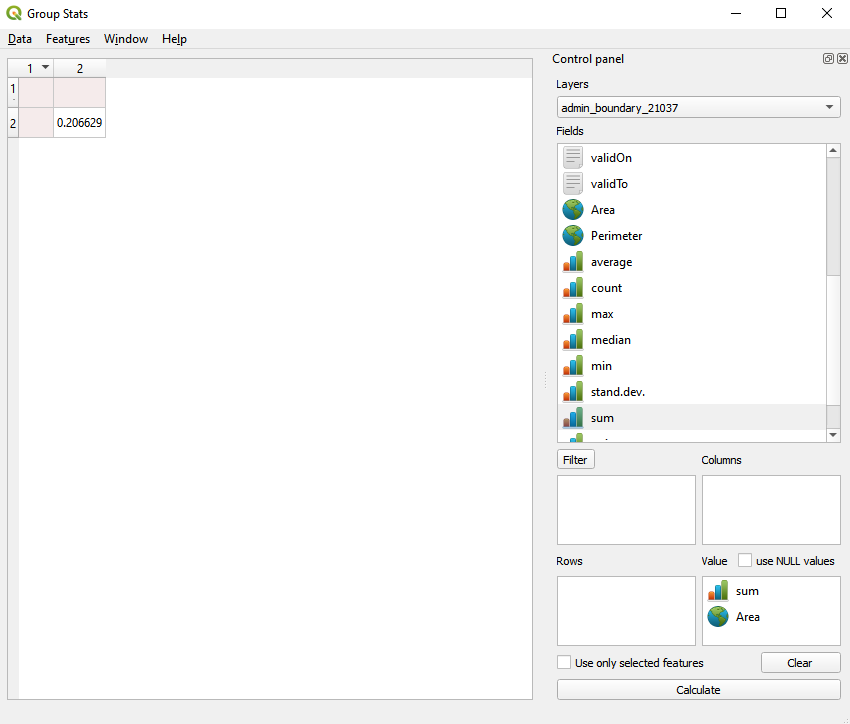 Group Stats
Data Features Window Help
Control panel
Layers
admin_boundary_21037
Fields
validOn
validTo
Area
Perimeter
average
count
max
median
min
stand.dev.
sum
1 2
1
2 0.206629
Filter Columns
Rows Value use NULL values
sum
Area
Use only selected features Clear
Calculate